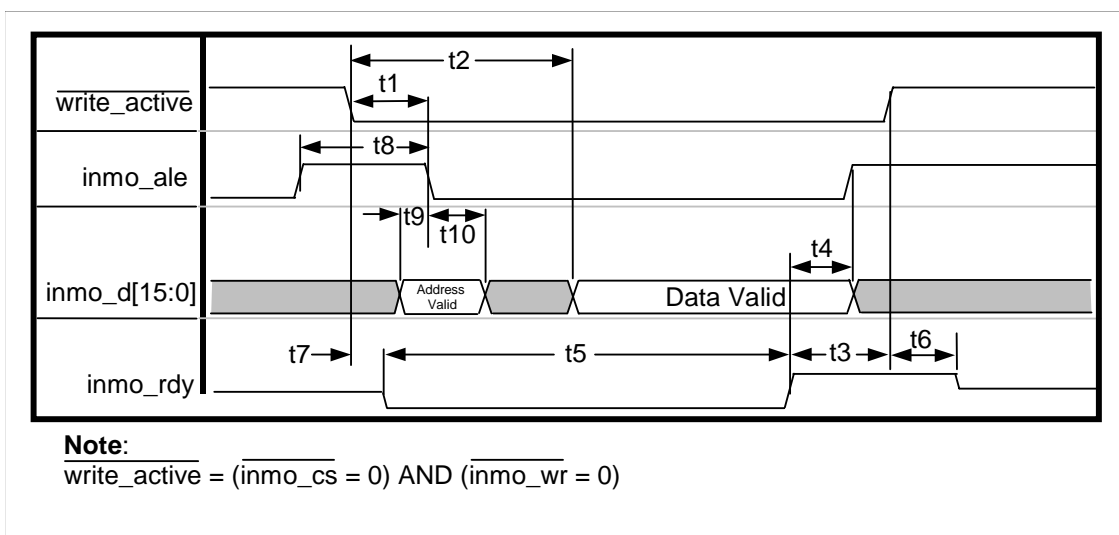 t2
t1
write_active
t8
inmo_ale
t9
t10
t4
inmo_d[15:0]
Address
Valid
Data Valid
t7
t5
t3
t6
inmo_rdy
Note:
write_active = (inmo_cs = 0) AND (inmo_wr = 0)